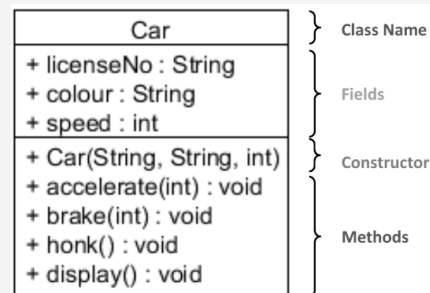 Car
Class Name
+ licenseNo : String
+ colour : String
+ speed : int
Fields
+ Car(String, String, int)
Constructor
+ accelerate(int) : void
+ brake(int) : void
+ honk() : void
+ display() : void
Methods